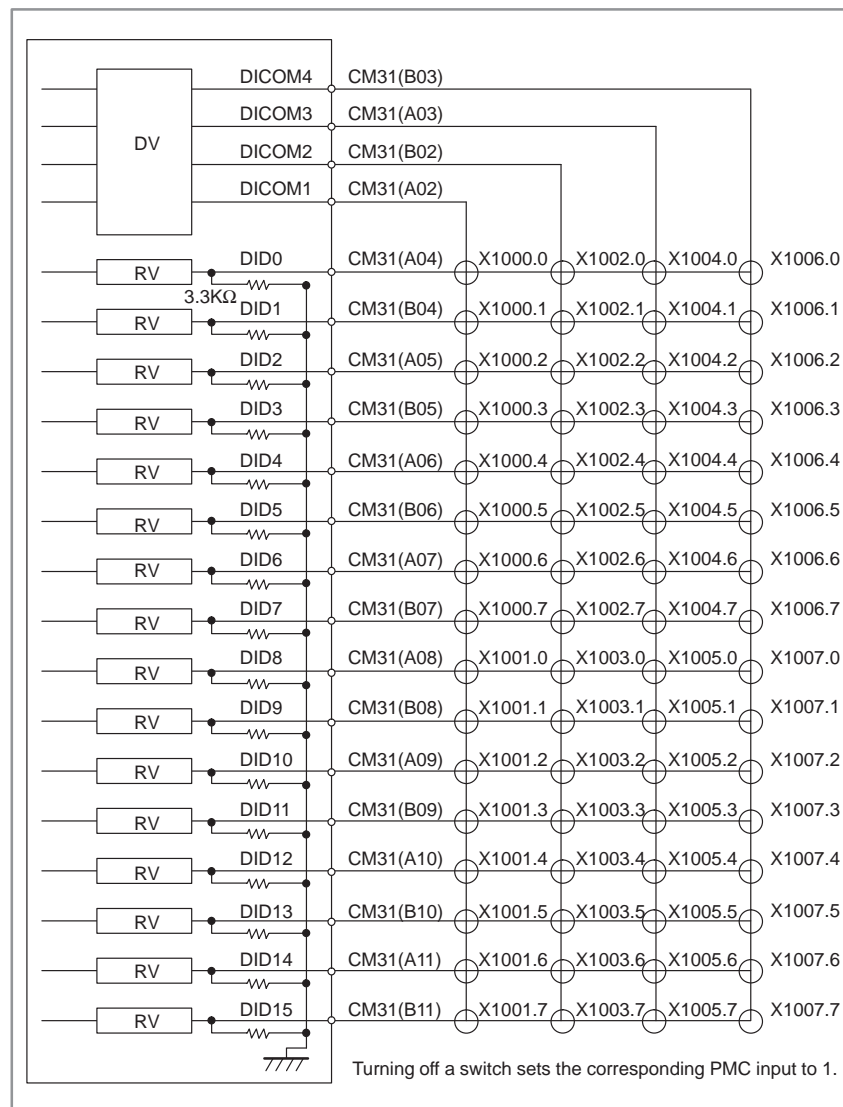 DICOM4 CM31(B03)
DICOM3 CM31(A03)
DV
DICOM2 CM31(B02)
DICOM1 CM31(A02)
RV DID0 CM31(A04) X1000.0 X1002.0 X1004.0 X1006.0
3.3KΩ
RV DID1 CM31(B04) X1000.1 X1002.1 X1004.1 X1006.1
RV DID2 CM31(A05) X1000.2 X1002.2 X1004.2 X1006.2
RV DID3 CM31(B05) X1000.3 X1002.3 X1004.3 X1006.3
RV DID4 CM31(A06) X1000.4 X1002.4 X1004.4 X1006.4
RV DID5 CM31(B06) X1000.5 X1002.5 X1004.5 X1006.5
RV DID6 CM31(A07) X1000.6 X1002.6 X1004.6 X1006.6
RV DID7 CM31(B07) X1000.7 X1002.7 X1004.7 X1006.7
RV DID8 CM31(A08) X1001.0 X1003.0 X1005.0 X1007.0
RV DID9 CM31(B08) X1001.1 X1003.1 X1005.1 X1007.1
RV DID10 CM31(A09) X1001.2 X1003.2 X1005.2 X1007.2
RV DID11 CM31(B09) X1001.3 X1003.3 X1005.3 X1007.3
RV DID12 CM31(A10) X1001.4 X1003.4 X1005.4 X1007.4
RV DID13 CM31(B10) X1001.5 X1003.5 X1005.5 X1007.5
RV DID14 CM31(A11) X1001.6 X1003.6 X1005.6 X1007.6
RV DID15 CM31(B11) X1001.7 X1003.7 X1005.7 X1007.7
Turning off a switch sets the corresponding PMC input to 1.